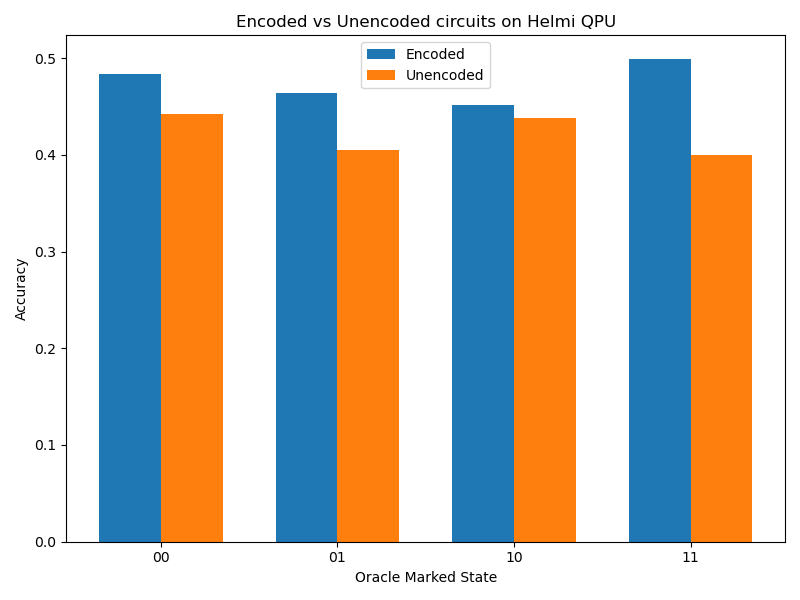 Encoded vs Unencoded circuits on Helmi QPU
Encoded
Unencoded
0.5
0.4
0.3
0.2
0.1
0.0
Accuracy
00 01 10 11
Oracle Marked State